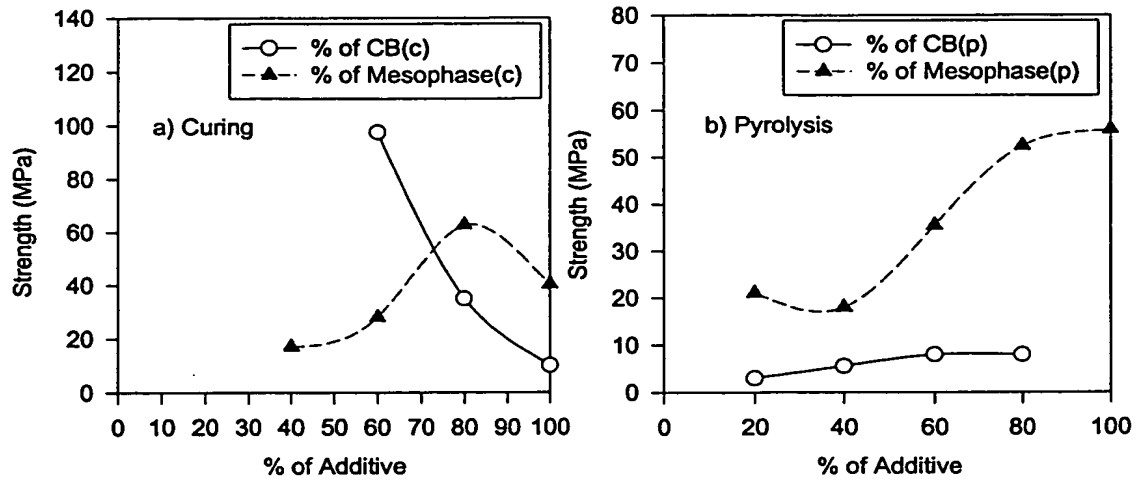 140
120
100
80
60
40
20
0
Strength (MPa)
% of CB(c)
% of Mesophase(c)
a) Curing
0 10 20 30 40 50 60 70 80 90 100
% of Additive
80
70
60
50
40
30
20
10
0
Strength (MPa)
% of CB(p)
% of Mesophase(p)
b) Pyrolysis
0 20 40 60 80 100
% of Additive